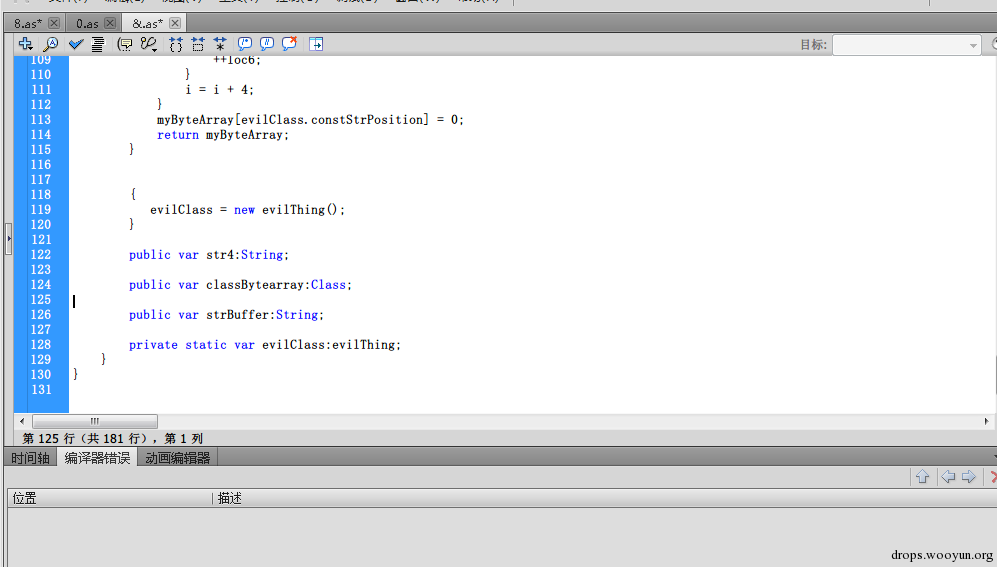 8.as* 0.as &.as*
目标:
109 ++loc6;
110 }
111 i = i + 4;
112 }
113 myByteArray[evilClass.constStrPosition] = 0;
114 return myByteArray;
115 }
116
117
118 {
119 evilClass = new evilThing();
120 }
121
122 public var str4:String;
123
124 public var classBytearray:Class;
125
126 public var strBuffer:String;
127
128 private static var evilClass:evilThing;
129 }
130 }
131
第 125 行（共 181 行），第 1 列
时间轴 编译器错误 动画编辑器
位置 描述
drops.wooyun.org